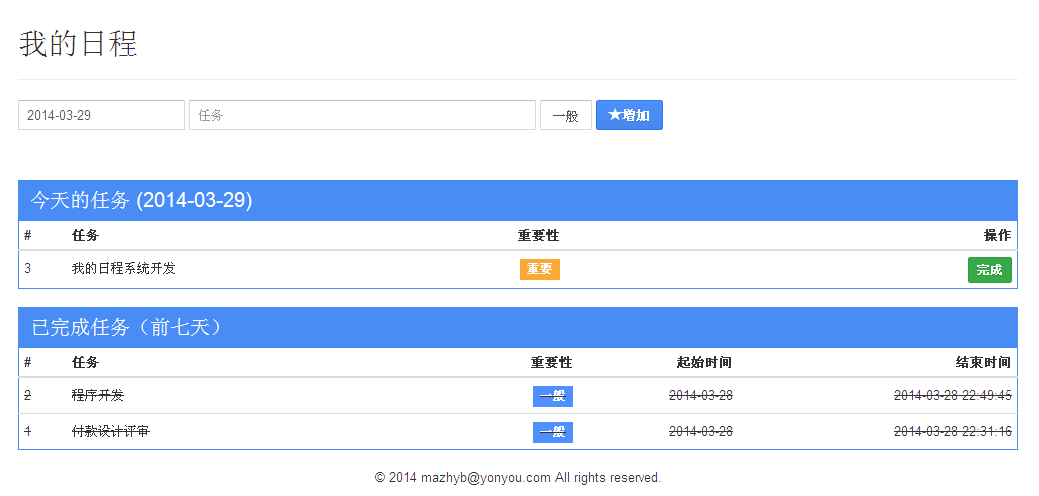 我的日程
2014-03-29 任务 一般 ★增加
今天的任务 (2014-03-29)
# 任务 重要性 操作
3 我的日程系统开发 重要 完成
已完成任务（前七天）
# 任务 重要性 起始时间 结束时间
2 程序开发 一般 2014-03-28 2014-03-28 22:49:45
1 付款设计评审 一般 2014-03-28 2014-03-28 22:31:16
© 2014 mazhyb@yonyou.com All rights reserved.